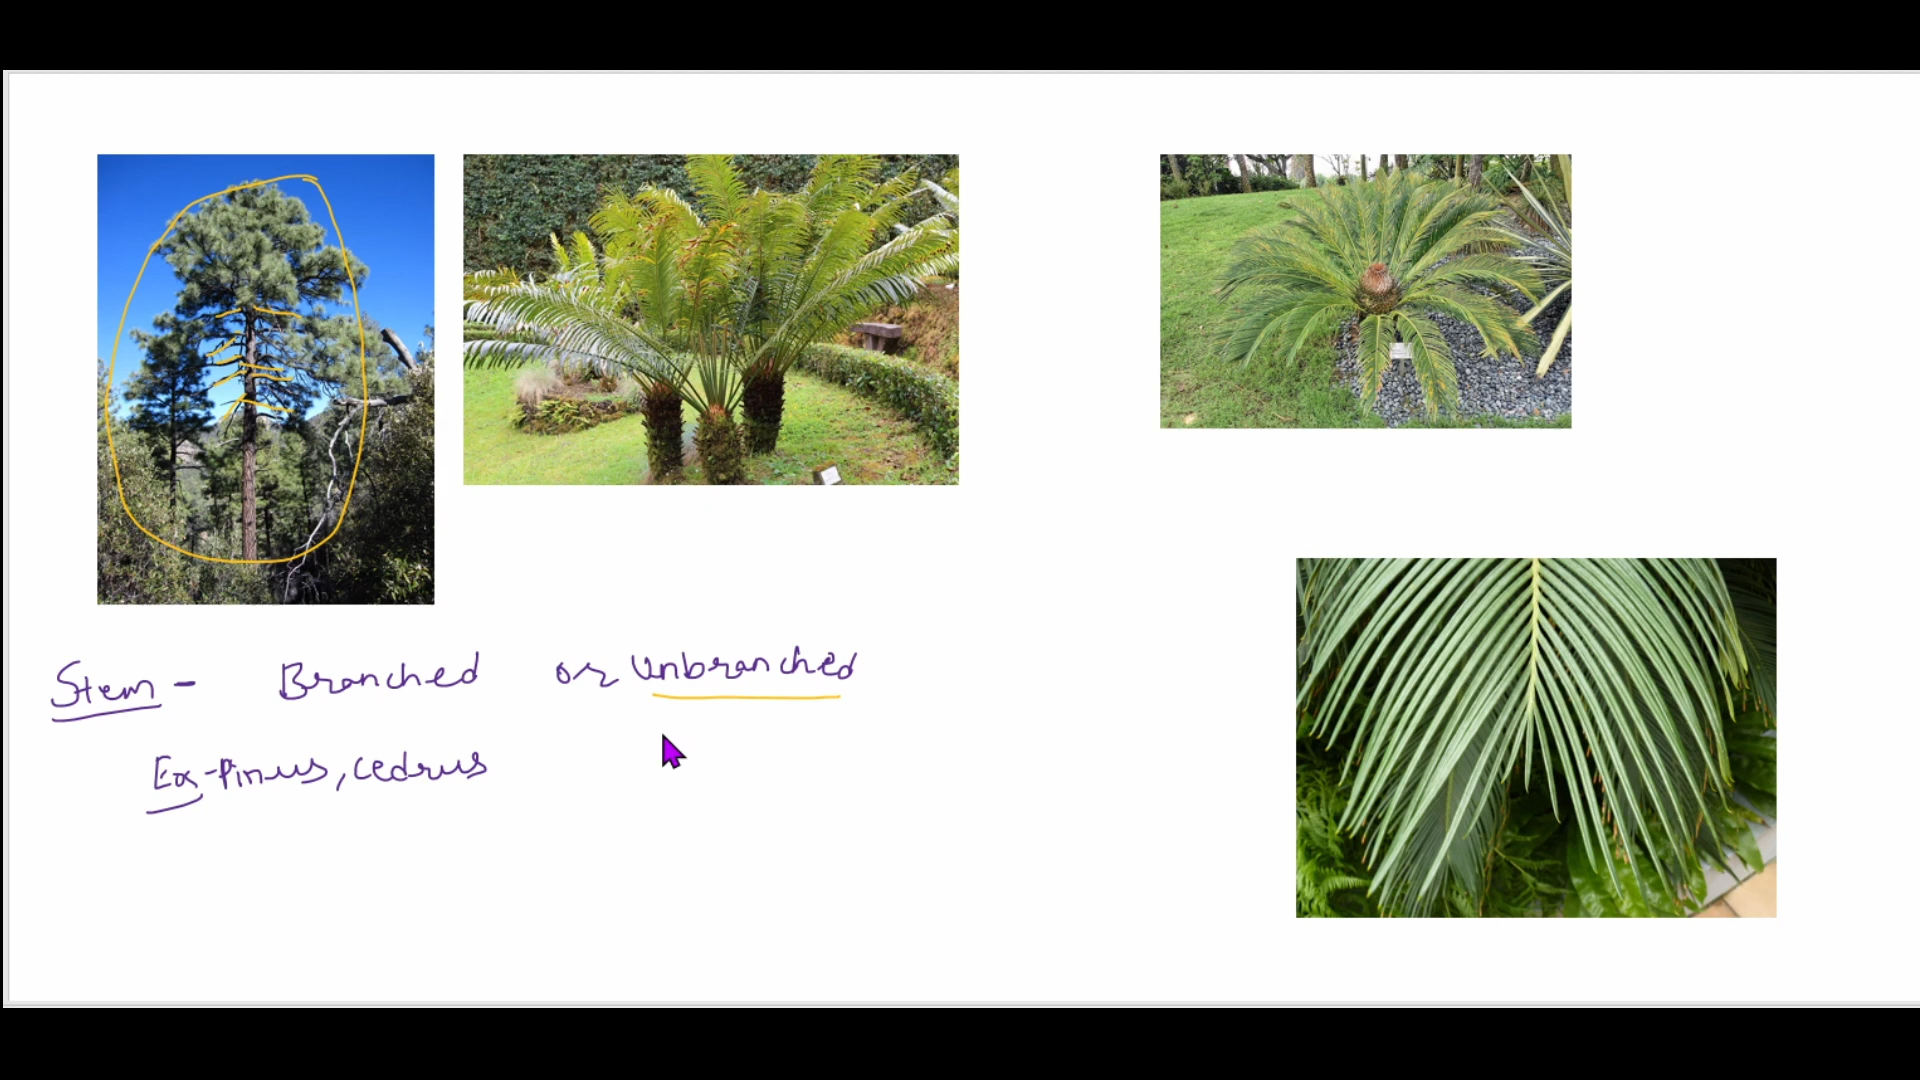 Stem - Branched or Unbranched
Ex - Pinus, Cedrus